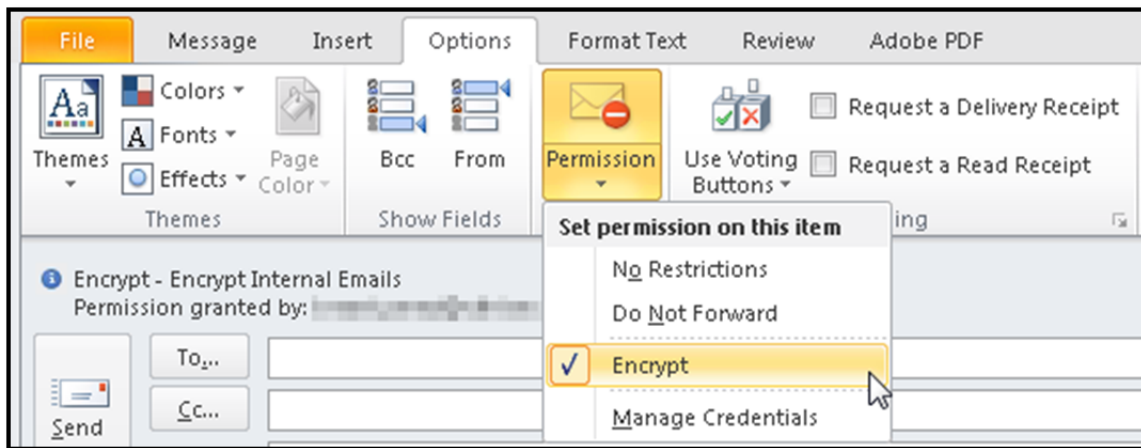 File Message Insert Options Format Text Review Adobe PDF
Aa
Themes
Colors
A Fonts
Effects
Page
Color
Themes
Bcc
From
Show Fields
Permission
Use Voting
Buttons
Request a Delivery Receipt
Request a Read Receipt
ing
Set permission on this item
No Restrictions
Do Not Forward
Encrypt
Manage Credentials
Encrypt - Encrypt Internal Emails
Permission granted by:
To...
Cc...
Send